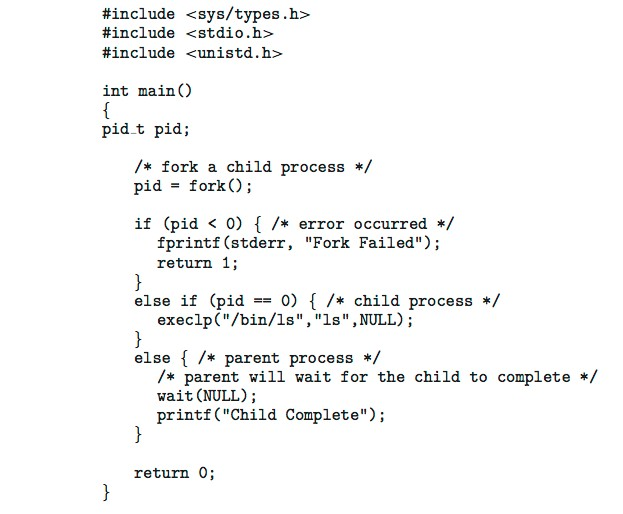 #include <sys/types.h>
#include <stdio.h>
#include <unistd.h>
int main()
{
pid_t pid;
/* fork a child process */
pid = fork();
if (pid < 0) { /* error occurred */
fprintf(stderr, "Fork Failed");
return 1;
}
else if (pid == 0) { /* child process */
execlp("/bin/ls","ls",NULL);
}
else { /* parent process */
/* parent will wait for the child to complete */
wait(NULL);
printf("Child Complete");
}
return 0;
}